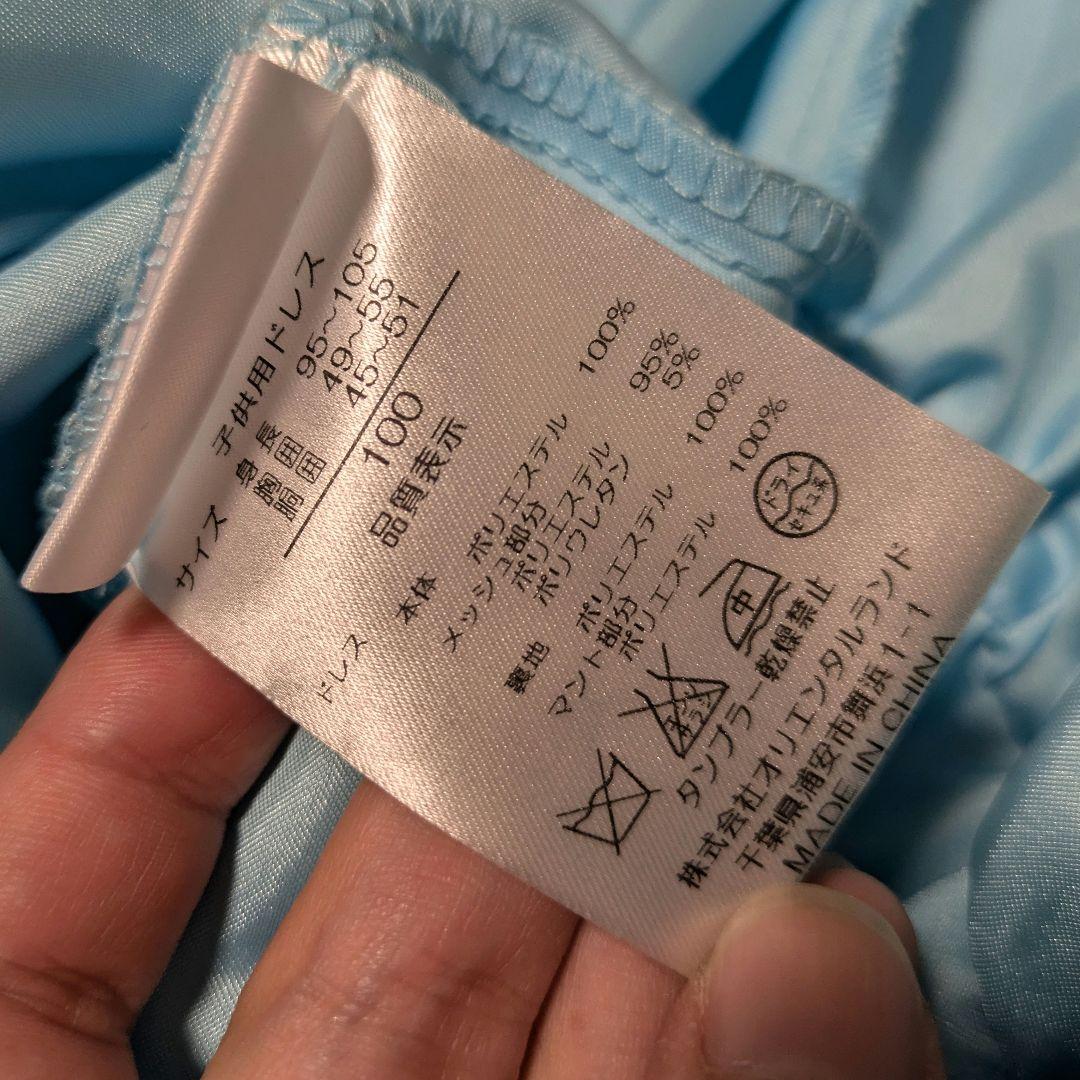 子供用ドレス
サイズ 身長 95~105
胸囲 49~55
胴囲 45~51
100
品質表示
ドレス 本体 ポリエステル 100%
メッシュ部分
ポリエステル 95%
ポリウレタン 5%
裏地 ポリエステル 100%
マント部分
ポリエステル 100%
エンソサラシ
中
ドライ
セキユ系
タンブラー乾燥禁止
株式会社オリエンタルランド
千葉県浦安市舞浜1-1
MADE IN CHINA